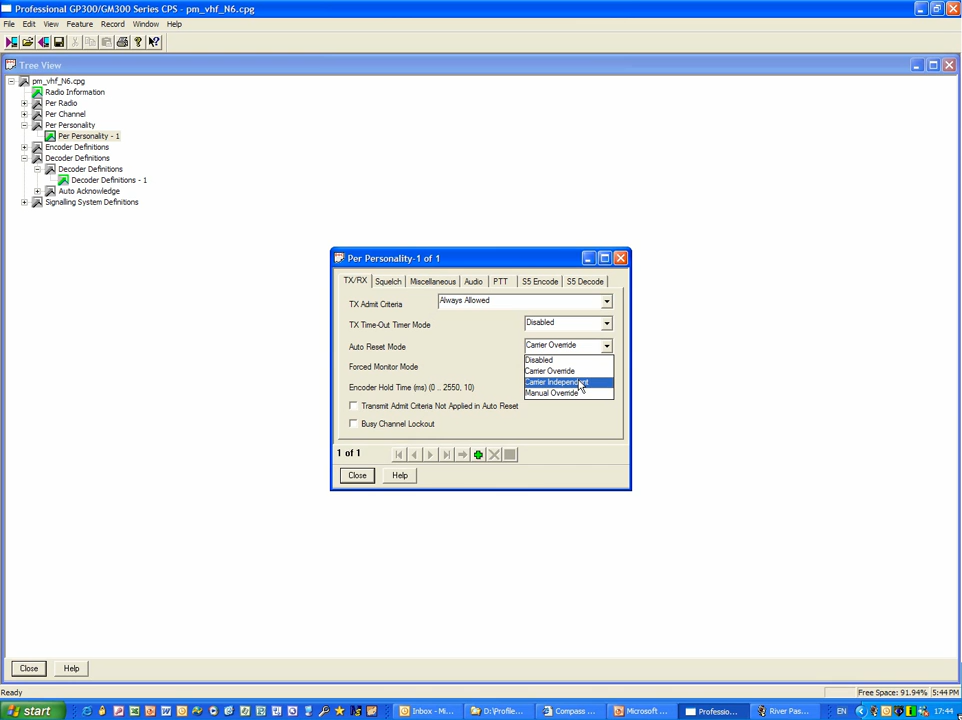 Professional GP300/GM300 Series CPS - pm_vhf_N6.cpg
File Edit View Feature Record Window Help
Tree View
pm_vhf_N6.cpg
Radio Information
Per Radio
Per Channel
Per Personality
Per Personality - 1
Encoder Definitions
Decoder Definitions
Decoder Definitions
Decoder Definitions - 1
Auto Acknowledge
Signalling System Definitions
Per Personality-1 of 1
TX/RX Squelch Miscellaneous Audio PTT S5 Encode S5 Decode
TX Admit Criteria Always Allowed
TX Time-Out Timer Mode Disabled
Auto Reset Mode Carrier Override
Disabled
Forced Monitor Mode Carrier Override
Encoder Hold Time (ms) (0 .. 2550, 10) Carrier Independent
Manual Override
Transmit Admit Criteria Not Applied in Auto Reset
Busy Channel Lockout
1 of 1
Close Help
Close Help
Ready Free Space: 91.94% 5:44 PM
start Inbox - Mi... D:\Profile... Compass ... Microsoft ... Professio... River Pas... EN 17:44